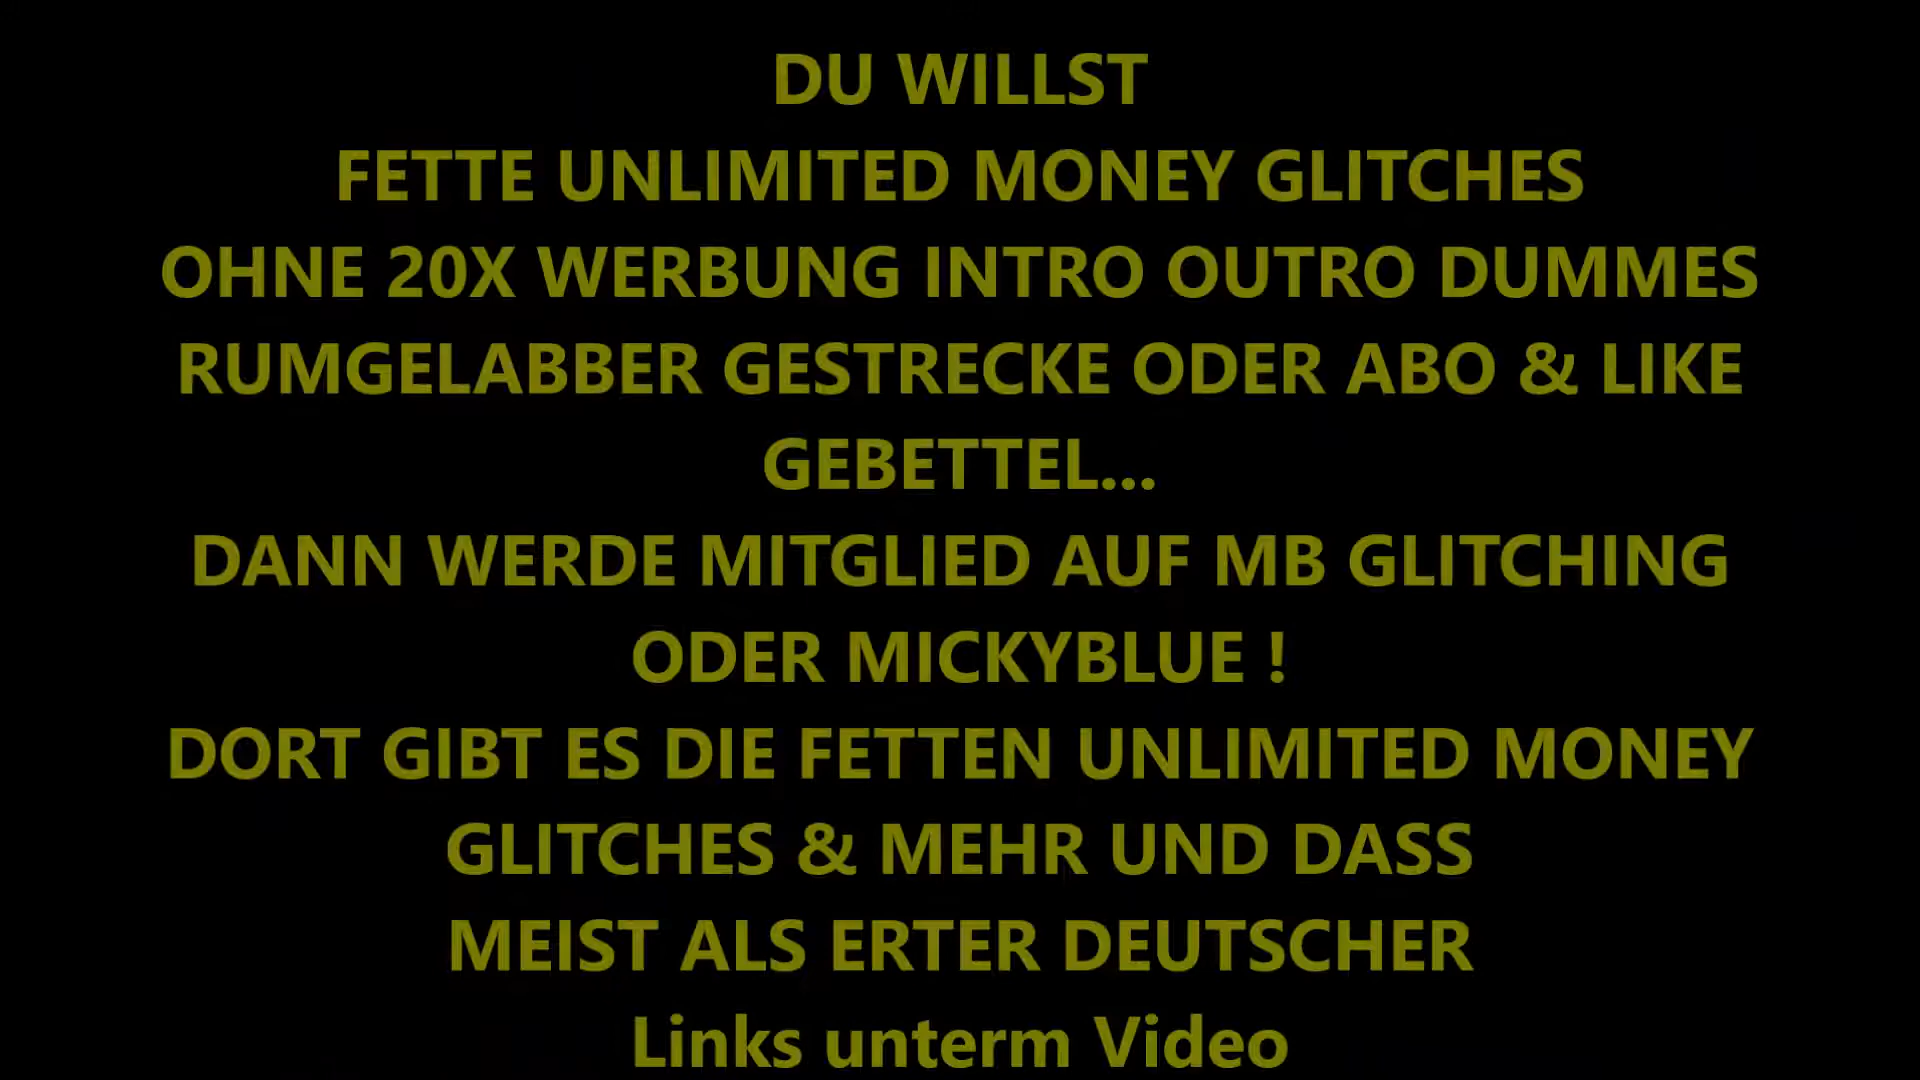 DU WILLST
FETTE UNLIMITED MONEY GLITCHES
OHNE 20X WERBUNG INTRO OUTRO DUMMES
RUMGELABBER GESTRECKE ODER ABO & LIKE
GEBETTEL...
DANN WERDE MITGLIED AUF MB GLITCHING
ODER MICKYBLUE !
DORT GIBT ES DIE FETTEN UNLIMITED MONEY
GLITCHES & MEHR UND DASS
MEIST ALS ERTER DEUTSCHER
Links unterm Video